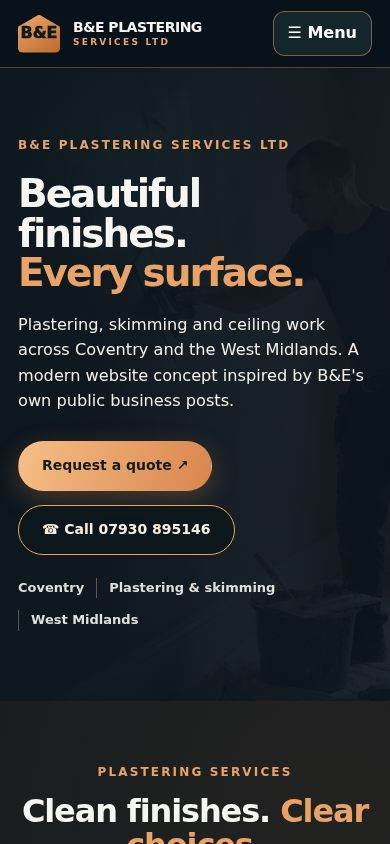 B&E
B&E PLASTERING
SERVICES LTD
☰ Menu
B&E PLASTERING SERVICES LTD
Beautiful
finishes.
Every surface.
Plastering, skimming and ceiling work
across Coventry and the West Midlands. A
modern website concept inspired by B&E's
own public business posts.
Request a quote ↗
☎ Call 07930 895146
Coventry
Plastering & skimming
West Midlands
PLASTERING SERVICES
Clean finishes. Clear
choices.